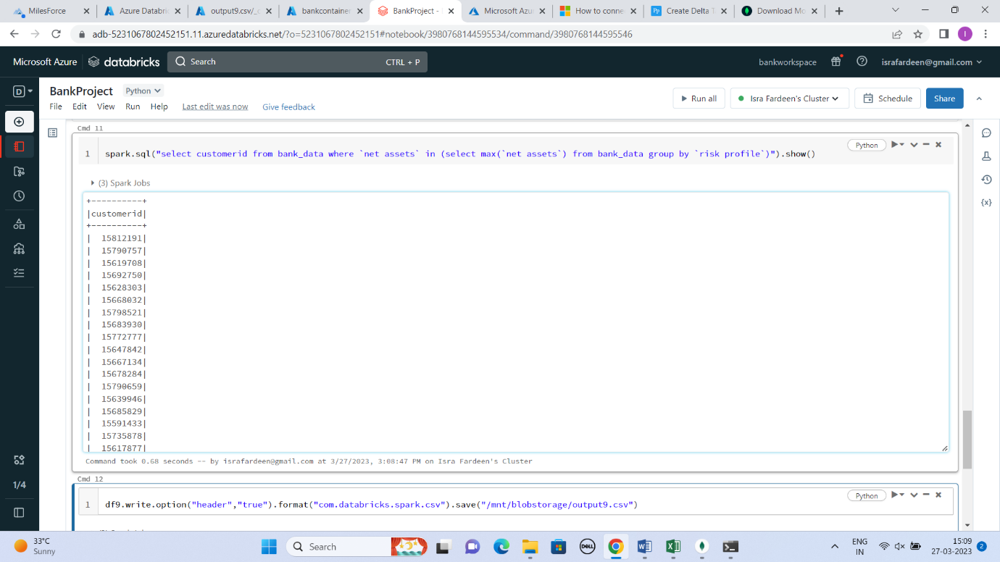 MilesForce
Azure Databric
output9.csv/_c
bankcontainer
BankProject -
Microsoft Azu
How to conne
Create Delta T
Download Mo
adb-5231067802452151.11.azuredatabricks.net/?o=5231067802452151#notebook/3980768144595534/command/3980768144595546
Microsoft Azure
databricks
Search
CTRL + P
bankworkspace
israfardeen@gmail.com
D
BankProject
Python
File Edit View Run Help Last edit was now Give feedback
Run all
Isra Fardeen's Cluster
Schedule
Share
Cmd 11
Python
1 spark.sql("select customerid from bank_data where `net assets` in (select max(`net assets`) from bank_data group by `risk profile`)").show()
(3) Spark Jobs
+----------+
|customerid|
+----------+
| 15812191|
| 15790757|
| 15619708|
| 15692750|
| 15628303|
| 15668032|
| 15798521|
| 15683930|
| 15772777|
| 15647842|
| 15667134|
| 15678284|
| 15790659|
| 15639946|
| 15685829|
| 15591433|
| 15735878|
| 15617877|
Command took 0.68 seconds -- by israfardeen@gmail.com at 3/27/2023, 3:08:47 PM on Isra Fardeen's Cluster
Cmd 12
Python
1 df9.write.option("header","true").format("com.databricks.spark.csv").save("/mnt/blobstorage/output9.csv")
1/4
33°C
Sunny
Search
DELL
ENG
IN
15:09
27-03-2023
2